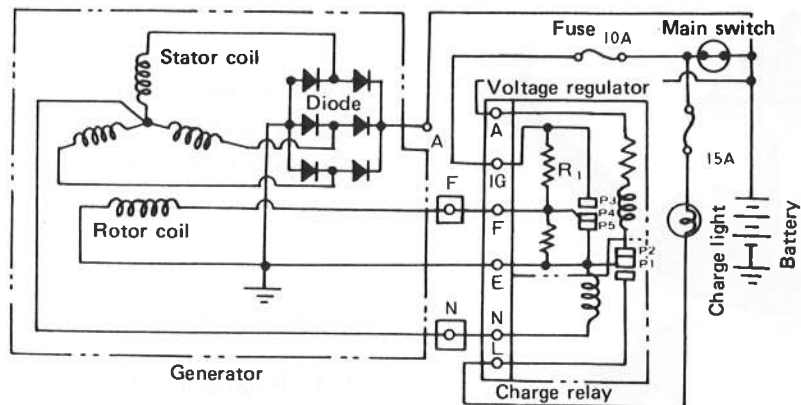 Fuse
10A
Main switch
Stator coil
Voltage regulator
Diode
A
A
R1
15A
IG
F
F
P3
P4
P5
Rotor coil
P2
P1
E
Charge light
Battery
N
N
L
Generator
Charge relay